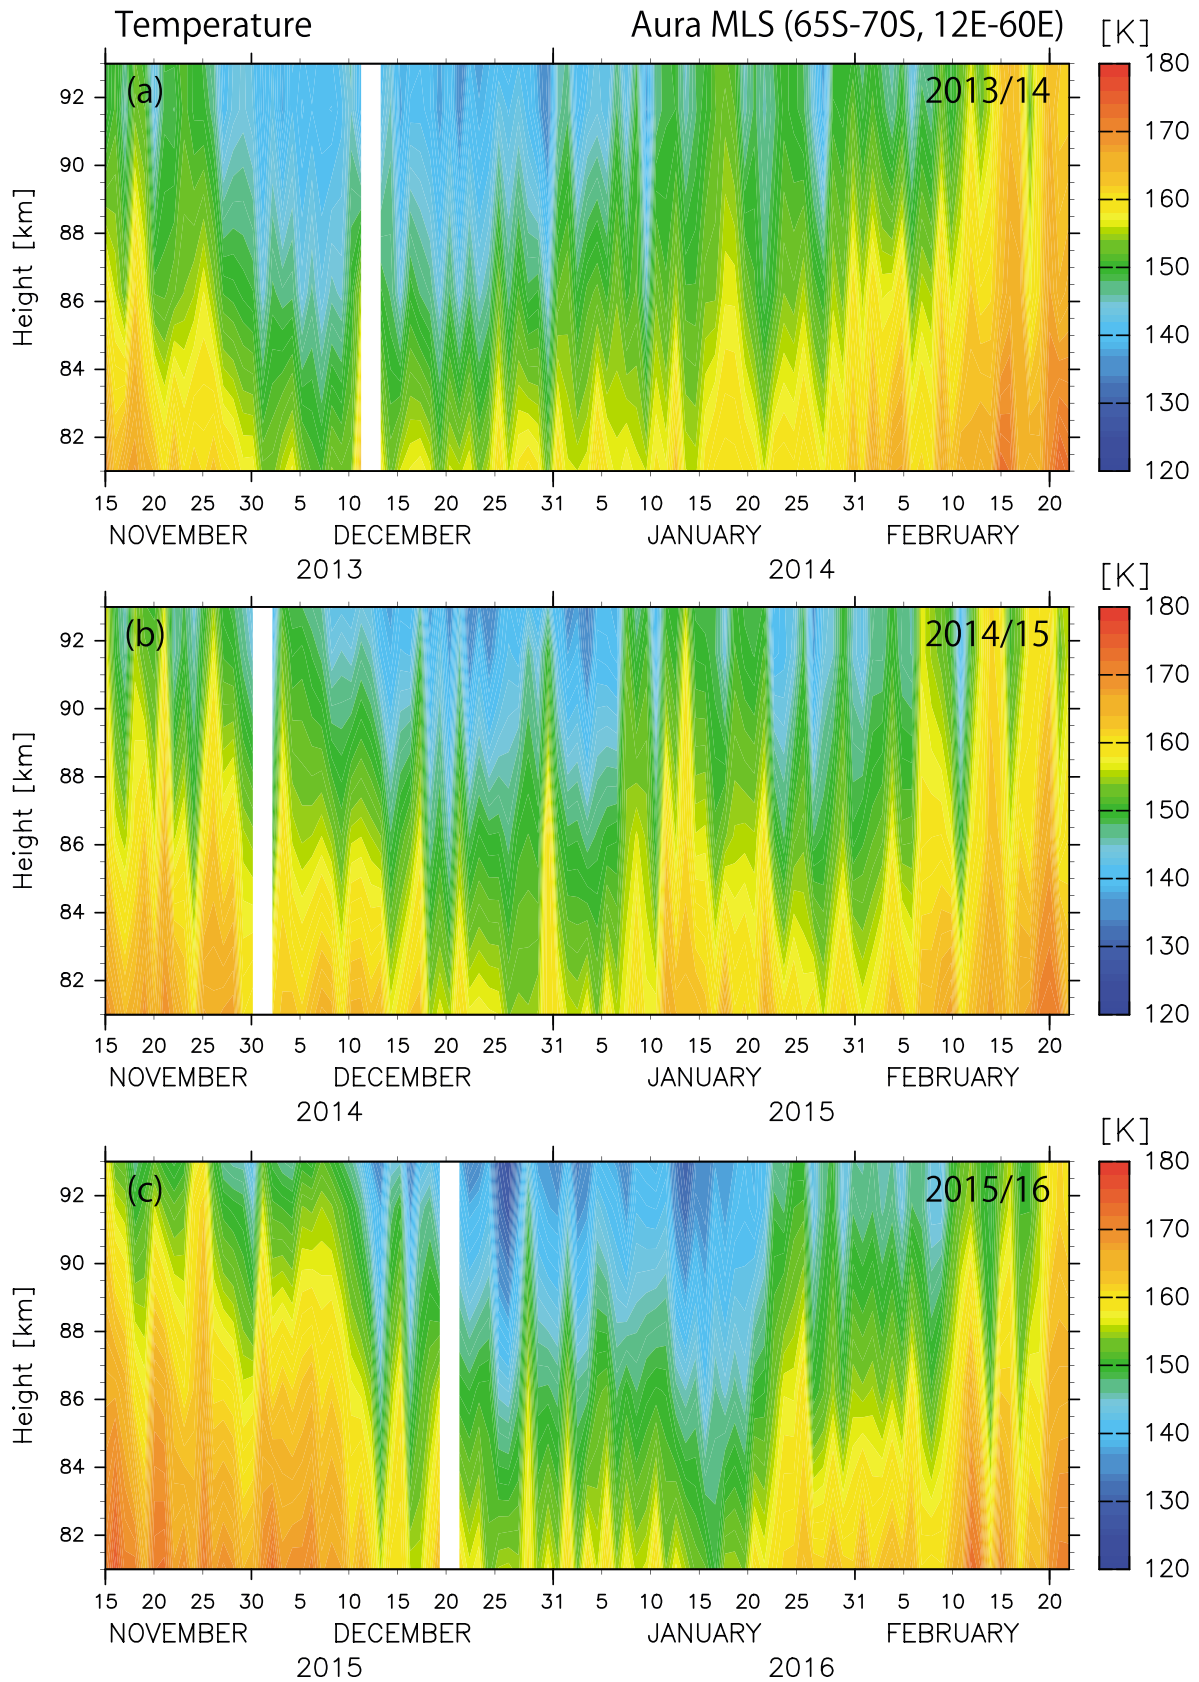 Temperature Aura MLS (65S-70S, 12E-60E) [K]
(a) 2013/14
Height [km]
92
90
88
86
84
82
180
170
160
150
140
130
120
15 20 25 30 5 10 15 20 25 31 5 10 15 20 25 31 5 10 15 20
NOVEMBER DECEMBER JANUARY FEBRUARY
2013 2014
[K]
(b) 2014/15
Height [km]
92
90
88
86
84
82
180
170
160
150
140
130
120
15 20 25 30 5 10 15 20 25 31 5 10 15 20 25 31 5 10 15 20
NOVEMBER DECEMBER JANUARY FEBRUARY
2014 2015
[K]
(c) 2015/16
Height [km]
92
90
88
86
84
82
180
170
160
150
140
130
120
15 20 25 30 5 10 15 20 25 31 5 10 15 20 25 31 5 10 15 20
NOVEMBER DECEMBER JANUARY FEBRUARY
2015 2016